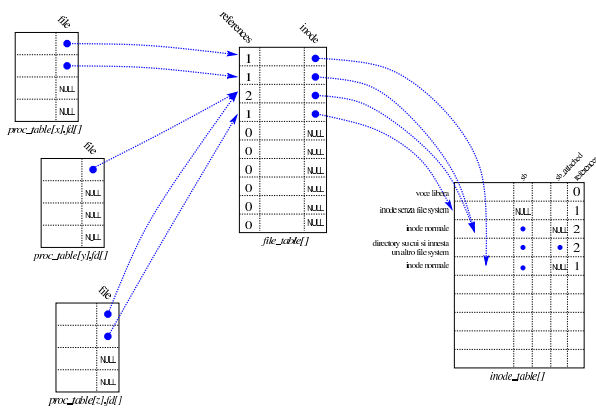 file
NULL
NULL
proc_table[x].fd[]
file
NULL
NULL
NULL
proc_table[y].fd[]
file
NULL
NULL
proc_table[z].fd[]
references
inode
1
1
2
1
0 NULL
0 NULL
0 NULL
0 NULL
0 NULL
0 NULL
file_table[]
sb
sb_attached
references
voce libera 0
inode senza file system NULL 1
inode normale NULL 2
directory su cui si innesta
un altro file system 2
inode normale NULL 1
inode_table[]